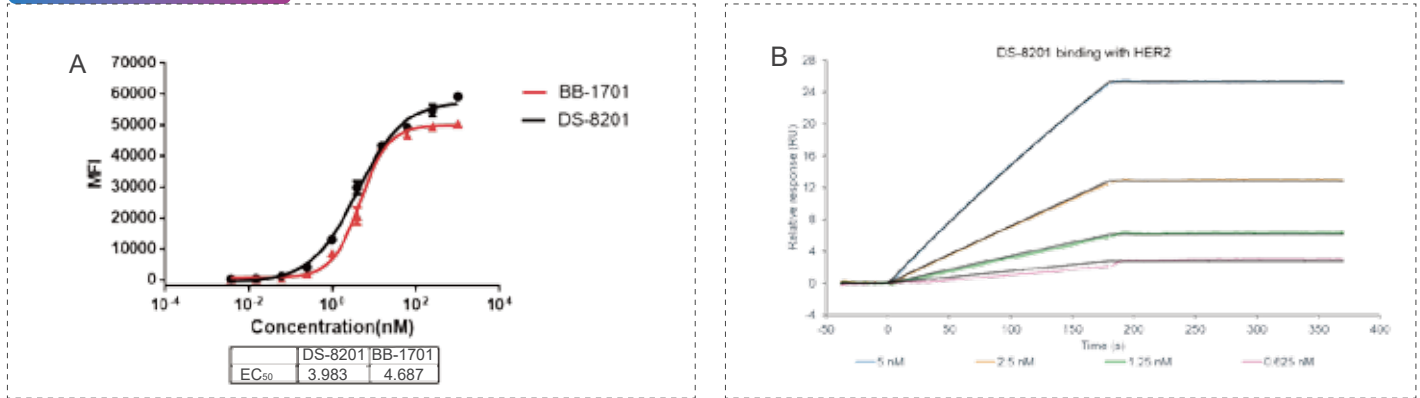 A
70000
60000
50000
40000
30000
20000
10000
0
MFI
10-4
10-2
100
102
104
Concentration(nM)
BB-1701
DS-8201
DS-8201 BB-1701
EC50 3.983 4.687
B
DS-8201 binding with HER2
28
24
20
16
12
8
4
0
-4
Relative response (RU)
-50
0
50
100
150
200
250
300
350
400
Time (s)
5 nM
2.5 nM
1.25 nM
0.625 nM